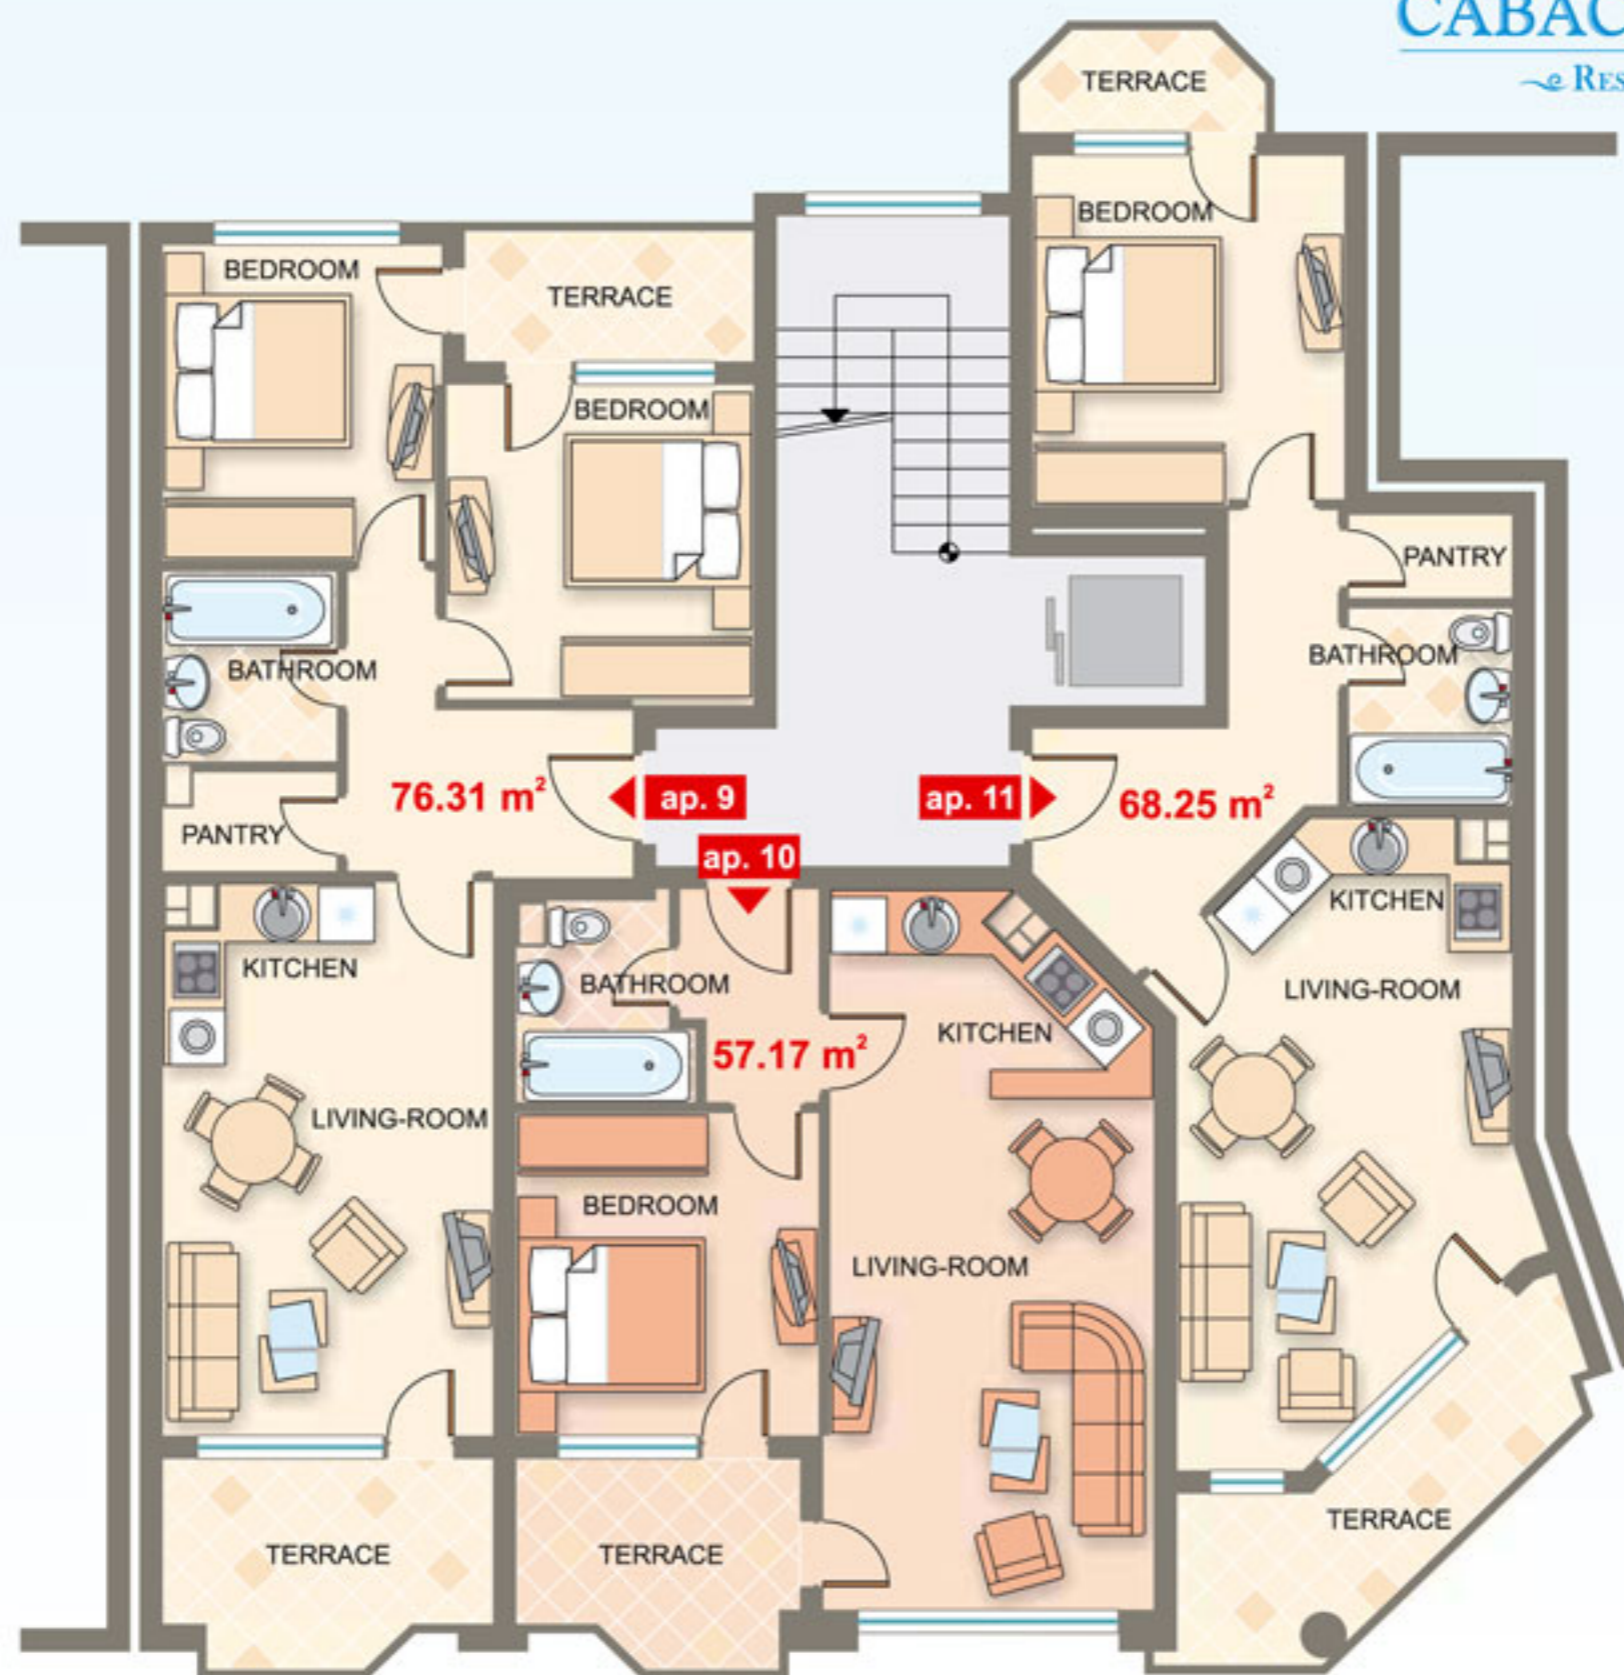 CABAC
RES
TERRACE
BEDROOM
BEDROOM
TERRACE
BEDROOM
PANTRY
BATHROOM
BATHROOM
76.31 m²
ap. 9
ap. 11
68.25 m²
PANTRY
ap. 10
KITCHEN
KITCHEN
BATHROOM
LIVING-ROOM
KITCHEN
57.17 m²
LIVING-ROOM
BEDROOM
LIVING-ROOM
TERRACE
TERRACE
TERRACE